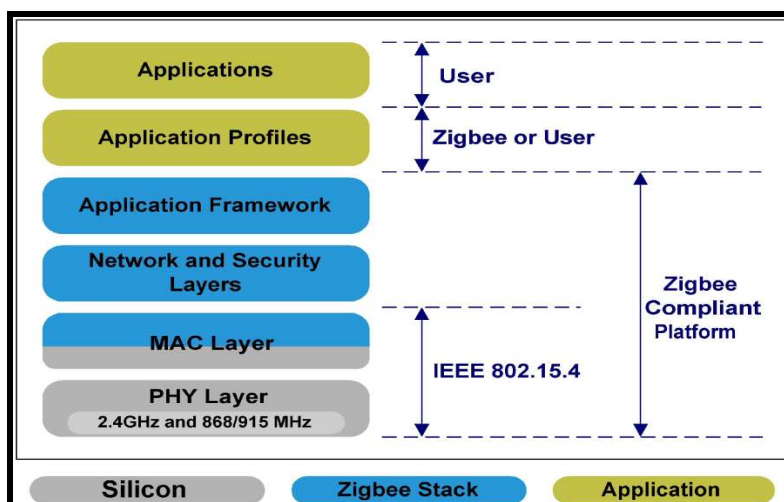 Applications
User
Application Profiles
Zigbee or User
Application Framework
Network and Security
Layers
Zigbee
Compliant
Platform
MAC Layer
IEEE 802.15.4
PHY Layer
2.4GHz and 868/915 MHz
Silicon
Zigbee Stack
Application